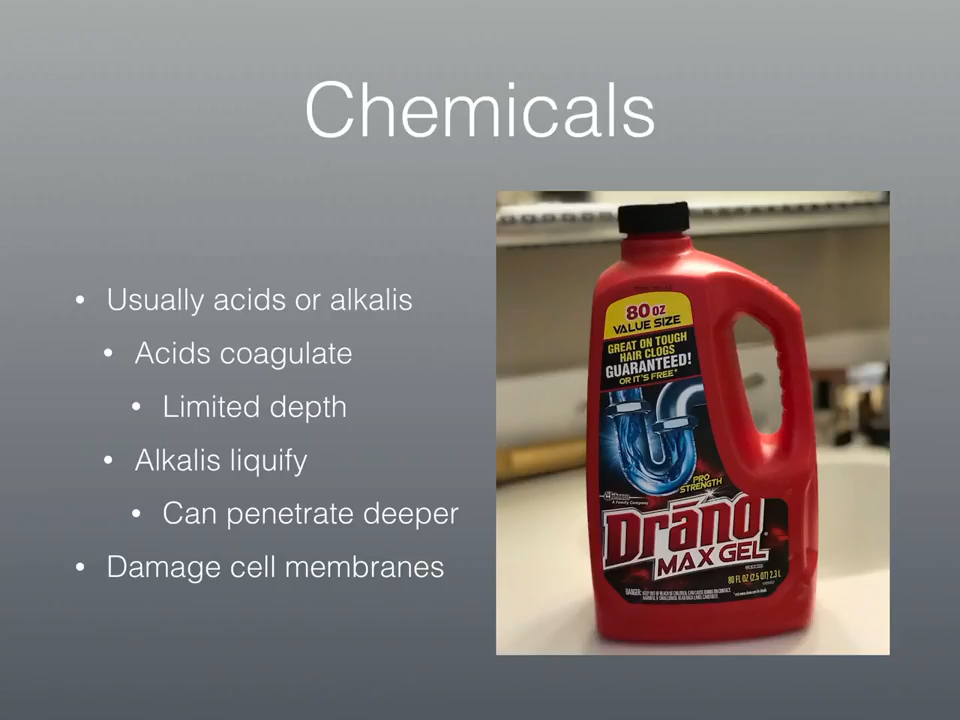 Chemicals
• Usually acids or alkalis
• Acids coagulate
• Limited depth
• Alkalis liquify
• Can penetrate deeper
• Damage cell membranes
80 OZ
VALUE SIZE
GREAT ON TOUGH
HAIR CLOGS
GUARANTEED!
OR IT'S FREE*
PRO
STRENGTH
A Family Company
Drano
MAX GEL
80 FL OZ (2.5 QT) 2.3 L
DANGER: